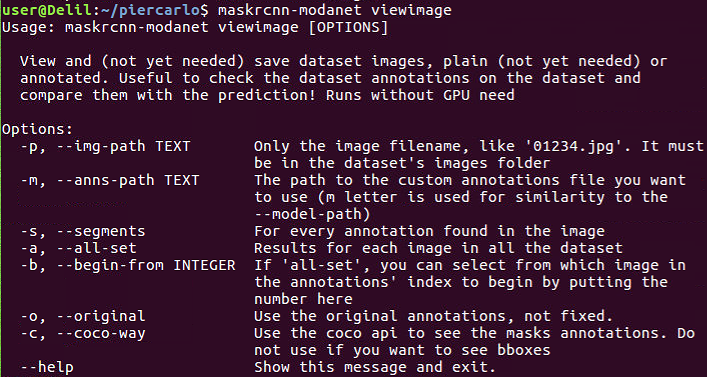 user@Delil:~/piercarlo$ maskrcnn-modanet viewimage
Usage: maskrcnn-modanet viewimage [OPTIONS]
View and (not yet needed) save dataset images, plain (not yet needed) or
annotated. Useful to check the dataset annotations on the dataset and
compare them with the prediction! Runs without GPU need
Options:
-p, --img-path TEXT Only the image filename, like '01234.jpg'. It must
be in the dataset's images folder
-m, --anns-path TEXT The path to the custom annotations file you want
to use (m letter is used for similarity to the
--model-path)
-s, --segments For every annotation found in the image
-a, --all-set Results for each image in all the dataset
-b, --begin-from INTEGER If 'all-set', you can select from which image in
the annotations' index to begin by putting the
number here
-o, --original Use the original annotations, not fixed.
-c, --coco-way Use the coco api to see the masks annotations. Do
not use if you want to see bboxes
--help Show this message and exit.